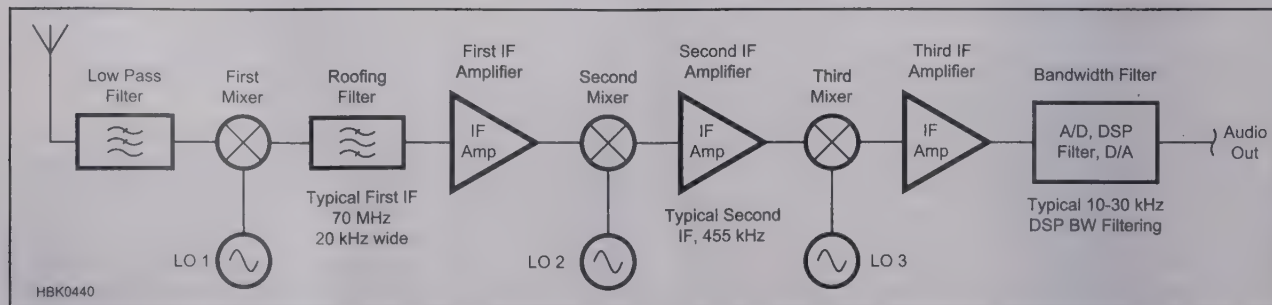 Low Pass
Filter
First
Mixer
LO 1
Roofing
Filter
Typical First IF
70 MHz
20 kHz wide
First IF
Amplifier
IF
Amp
Second
Mixer
LO 2
Second IF
Amplifier
IF
Amp
Typical Second
IF, 455 kHz
Third
Mixer
LO 3
Third IF
Amplifier
IF
Amp
Bandwidth Filter
A/D, DSP
Filter, D/A
Typical 10-30 kHz
DSP BW Filtering
Audio
Out
HBK0440